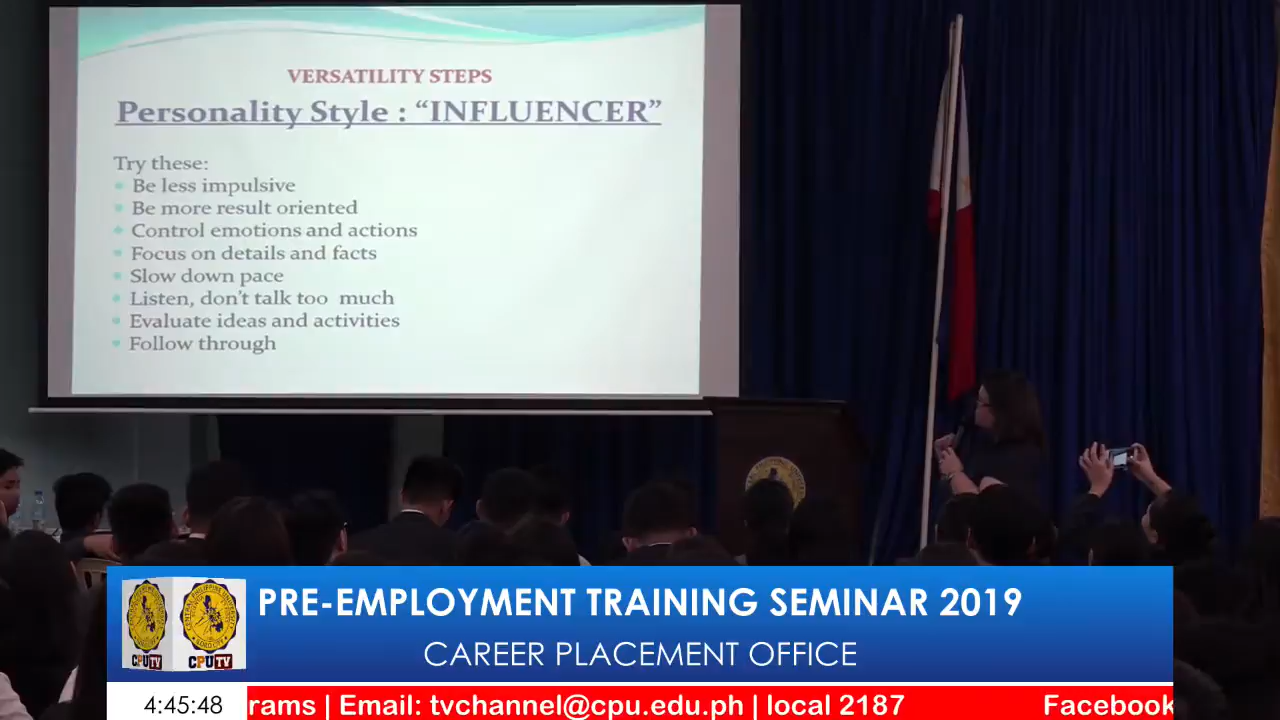 VERSATILITY STEPS
Personality Style : “INFLUENCER”
Try these:
Be less impulsive
Be more result oriented
Control emotions and actions
Focus on details and facts
Slow down pace
Listen, don’t talk too much
Evaluate ideas and activities
Follow through
PRE-EMPLOYMENT TRAINING SEMINAR 2019
CAREER PLACEMENT OFFICE
CPUTV
CPUTV
4:45:48
rams | Email: tvchannel@cpu.edu.ph | local 2187 Facebook